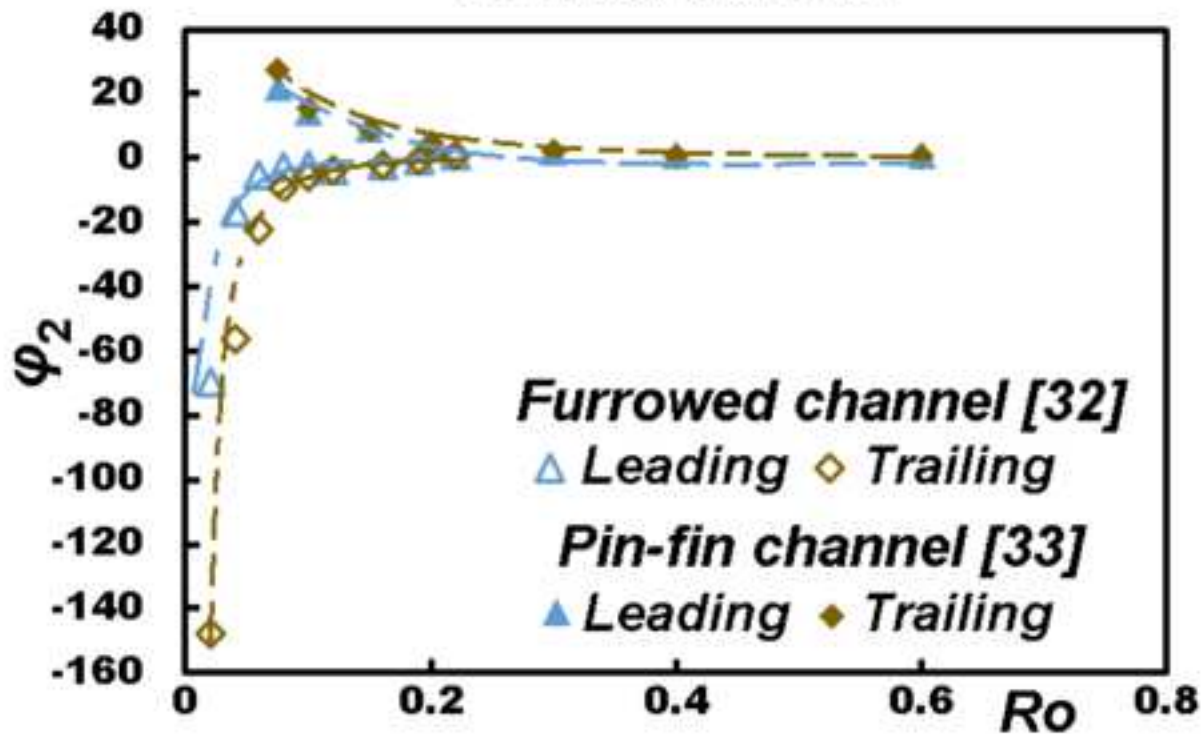 40
20
0
-20
-40
-60
-80
-100
-120
-140
-160
φ2
Furrowed channel [32]
Leading Trailing
Pin-fin channel [33]
Leading Trailing
0 0.2 0.4 0.6 Ro 0.8